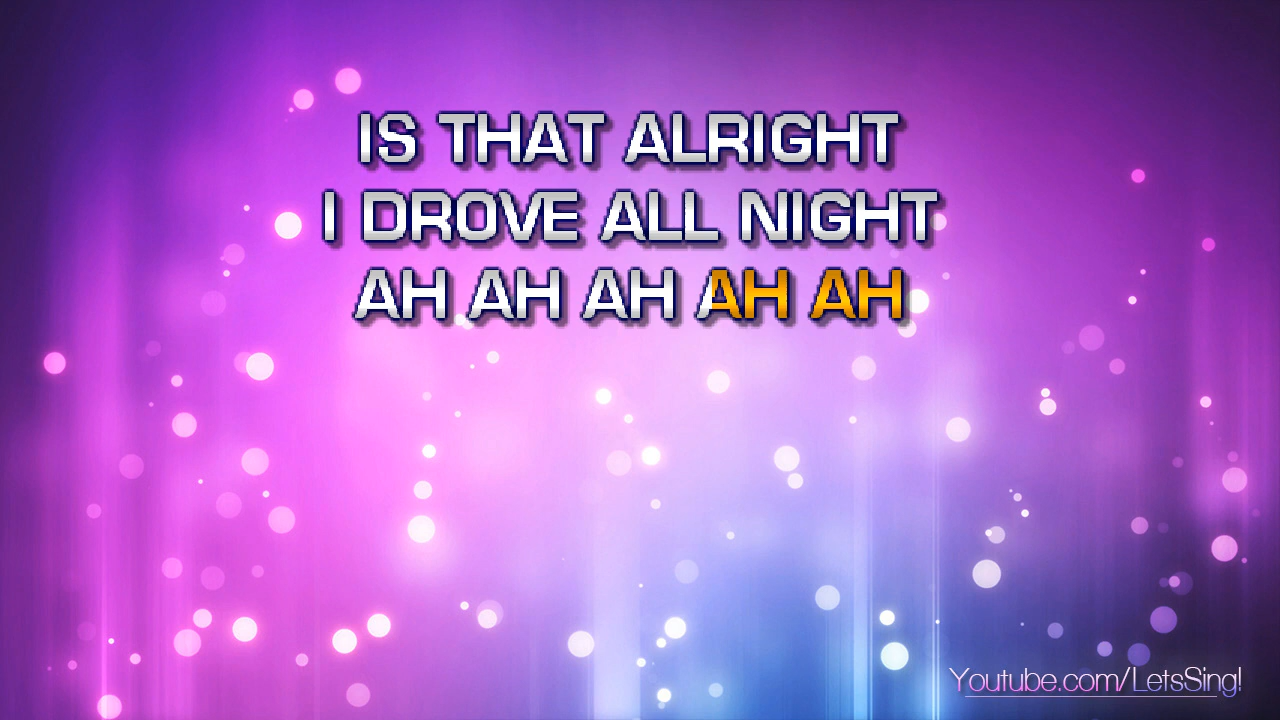 IS THAT ALRIGHT
I DROVE ALL NIGHT
AH AH AH AH AH
Youtube.com/LetsSing!